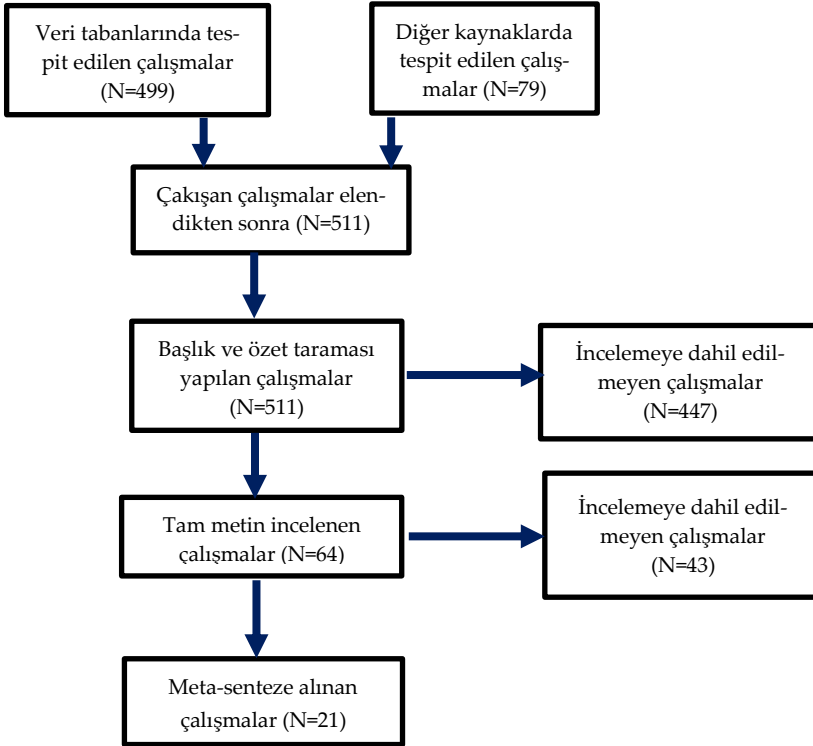 Veri tabanlarında tes-
pit edilen çalışmalar
(N=499)
Diğer kaynaklarda
tespit edilen çalış-
malar (N=79)
Çakışan çalışmalar elen-
dikten sonra (N=511)
Başlık ve özet taraması
yapılan çalışmalar
(N=511)
İncelemeye dahil edil-
meyen çalışmalar
(N=447)
Tam metin incelenen
çalışmalar (N=64)
İncelemeye dahil edil-
meyen çalışmalar
(N=43)
Meta-senteze alınan
çalışmalar (N=21)